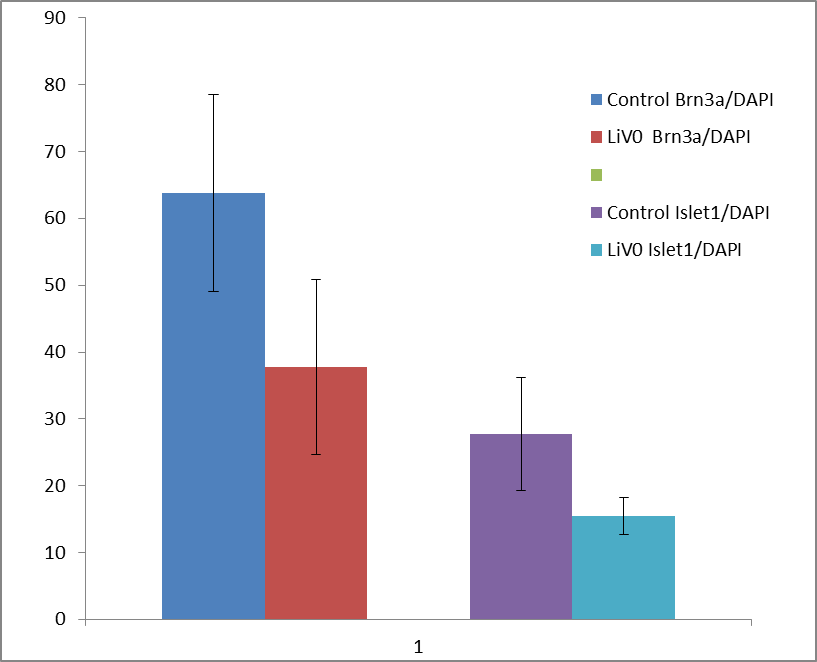 90
80
70
60
50
40
30
20
10
0
1
Control Brn3a/DAPI
LiV0  Brn3a/DAPI
Control Islet1/DAPI
LiV0 Islet1/DAPI